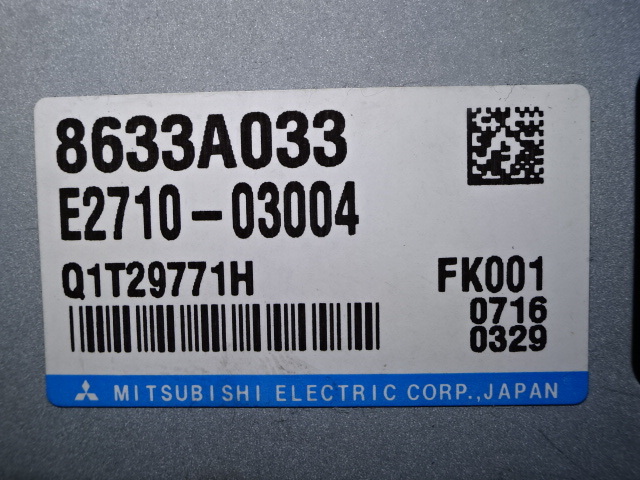 8633A033
E2710-03004
Q1T29771H
FK001
0716
0329
MITSUBISHI ELECTRIC CORP.,JAPAN